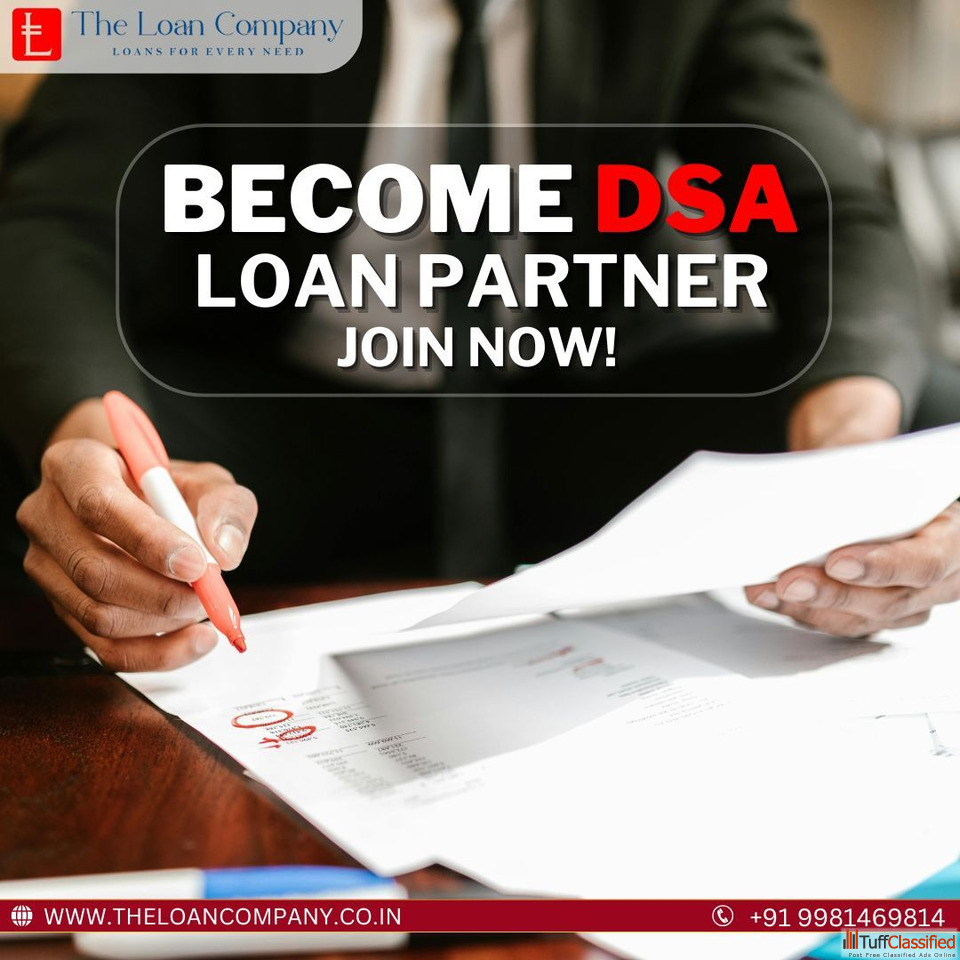 The Loan Company
LOANS FOR EVERY NEED
BECOME DSA
LOAN PARTNER
JOIN NOW!
WWW.THELOANCOMPANY.CO.IN
+91 9981469814
TuffClassified
Post Free Classified Ads Online